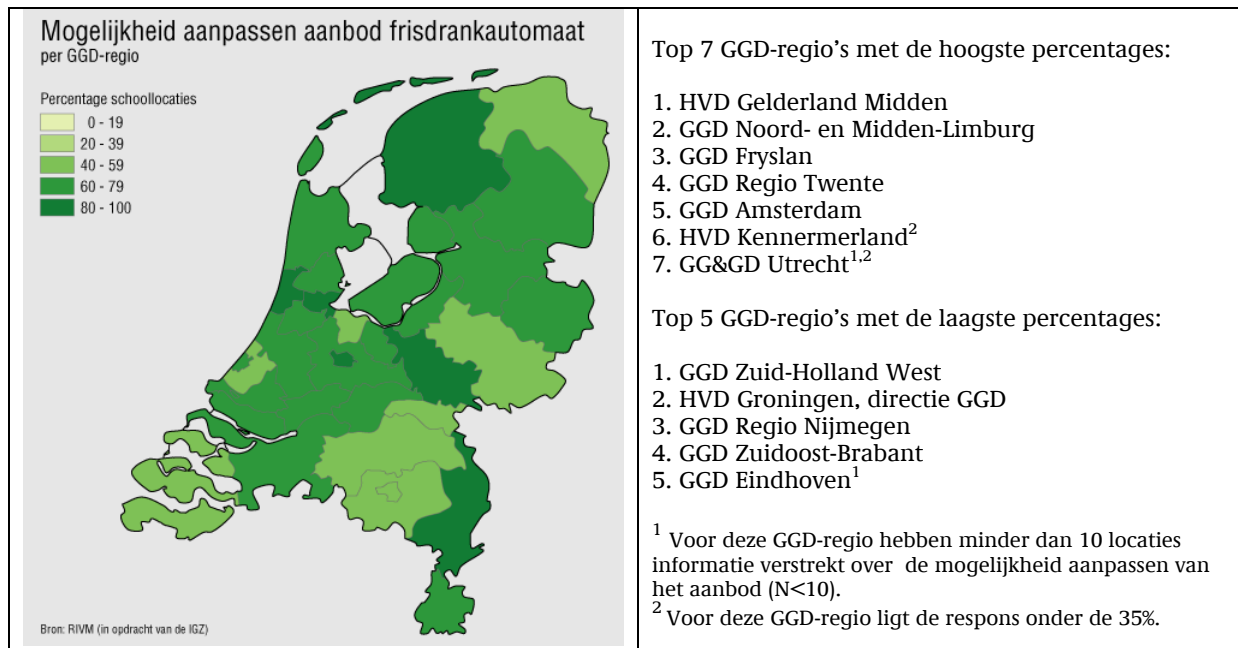 Mogelijkheid aanpassen aanbod frisdrankautomaat
per GGD-regio
Percentage schoollocaties
0 - 19
20 - 39
40 - 59
60 - 79
80 - 100
Bron: RIVM (in opdracht van de IGZ)
Top 7 GGD-regio's met de hoogste percentages:
1. HVD Gelderland Midden
2. GGD Noord- en Midden-Limburg
3. GGD Fryslan
4. GGD Regio Twente
5. GGD Amsterdam
6. HVD Kennermerland²
7. GG&GD Utrecht¹,²
Top 5 GGD-regio's met de laagste percentages:
1. GGD Zuid-Holland West
2. HVD Groningen, directie GGD
3. GGD Regio Nijmegen
4. GGD Zuidoost-Brabant
5. GGD Eindhoven¹
¹ Voor deze GGD-regio hebben minder dan 10 locaties
informatie verstrekt over de mogelijkheid aanpassen van
het aanbod (N<10).
² Voor deze GGD-regio ligt de respons onder de 35%.